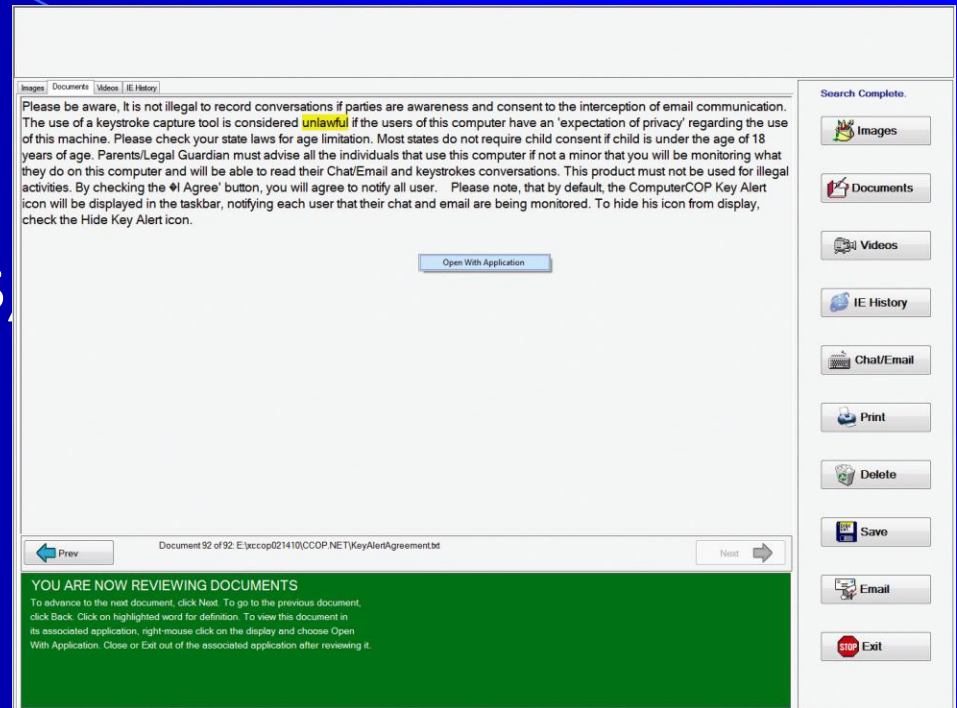 Images Documents Videos IE History
Please be aware, It is not illegal to record conversations if parties are awareness and consent to the interception of email communication.
The use of a keystroke capture tool is considered unlawful if the users of this computer have an 'expectation of privacy' regarding the use
of this machine. Please check your state laws for age limitation. Most states do not require child consent if child is under the age of 18
years of age. Parents/Legal Guardian must advise all the individuals that use this computer if not a minor that you will be monitoring what
they do on this computer and will be able to read their Chat/Email and keystrokes conversations. This product must not be used for illegal
activities. By checking the �I Agree' button, you will agree to notify all user. Please note, that by default, the ComputerCOP Key Alert
icon will be displayed in the taskbar, notifying each user that their chat and email are being monitored. To hide his icon from display,
check the Hide Key Alert icon.
Open With Application
Prev
Document 92 of 92: E:\xccop021410\CCOP.NET\KeyAlertAgreement.txt
Next
YOU ARE NOW REVIEWING DOCUMENTS
To advance to the next document, click Next. To go to the previous document,
click Back. Click on highlighted word for definition. To view this document in
its associated application, right-mouse click on the display and choose Open
With Application. Close or Exit out of the associated application after reviewing it.
Search Complete.
Images
Documents
Videos
IE History
Chat/Email
Print
Delete
Save
Email
STOP Exit